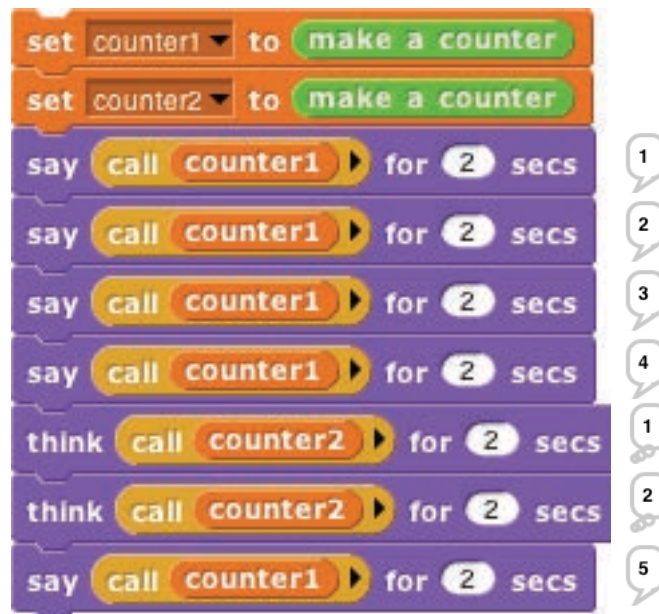 set counter1 to make a counter
set counter2 to make a counter
say call counter1 for 2 secs 1
say call counter1 for 2 secs 2
say call counter1 for 2 secs 3
say call counter1 for 2 secs 4
think call counter2 for 2 secs 1
think call counter2 for 2 secs 2
say call counter1 for 2 secs 5